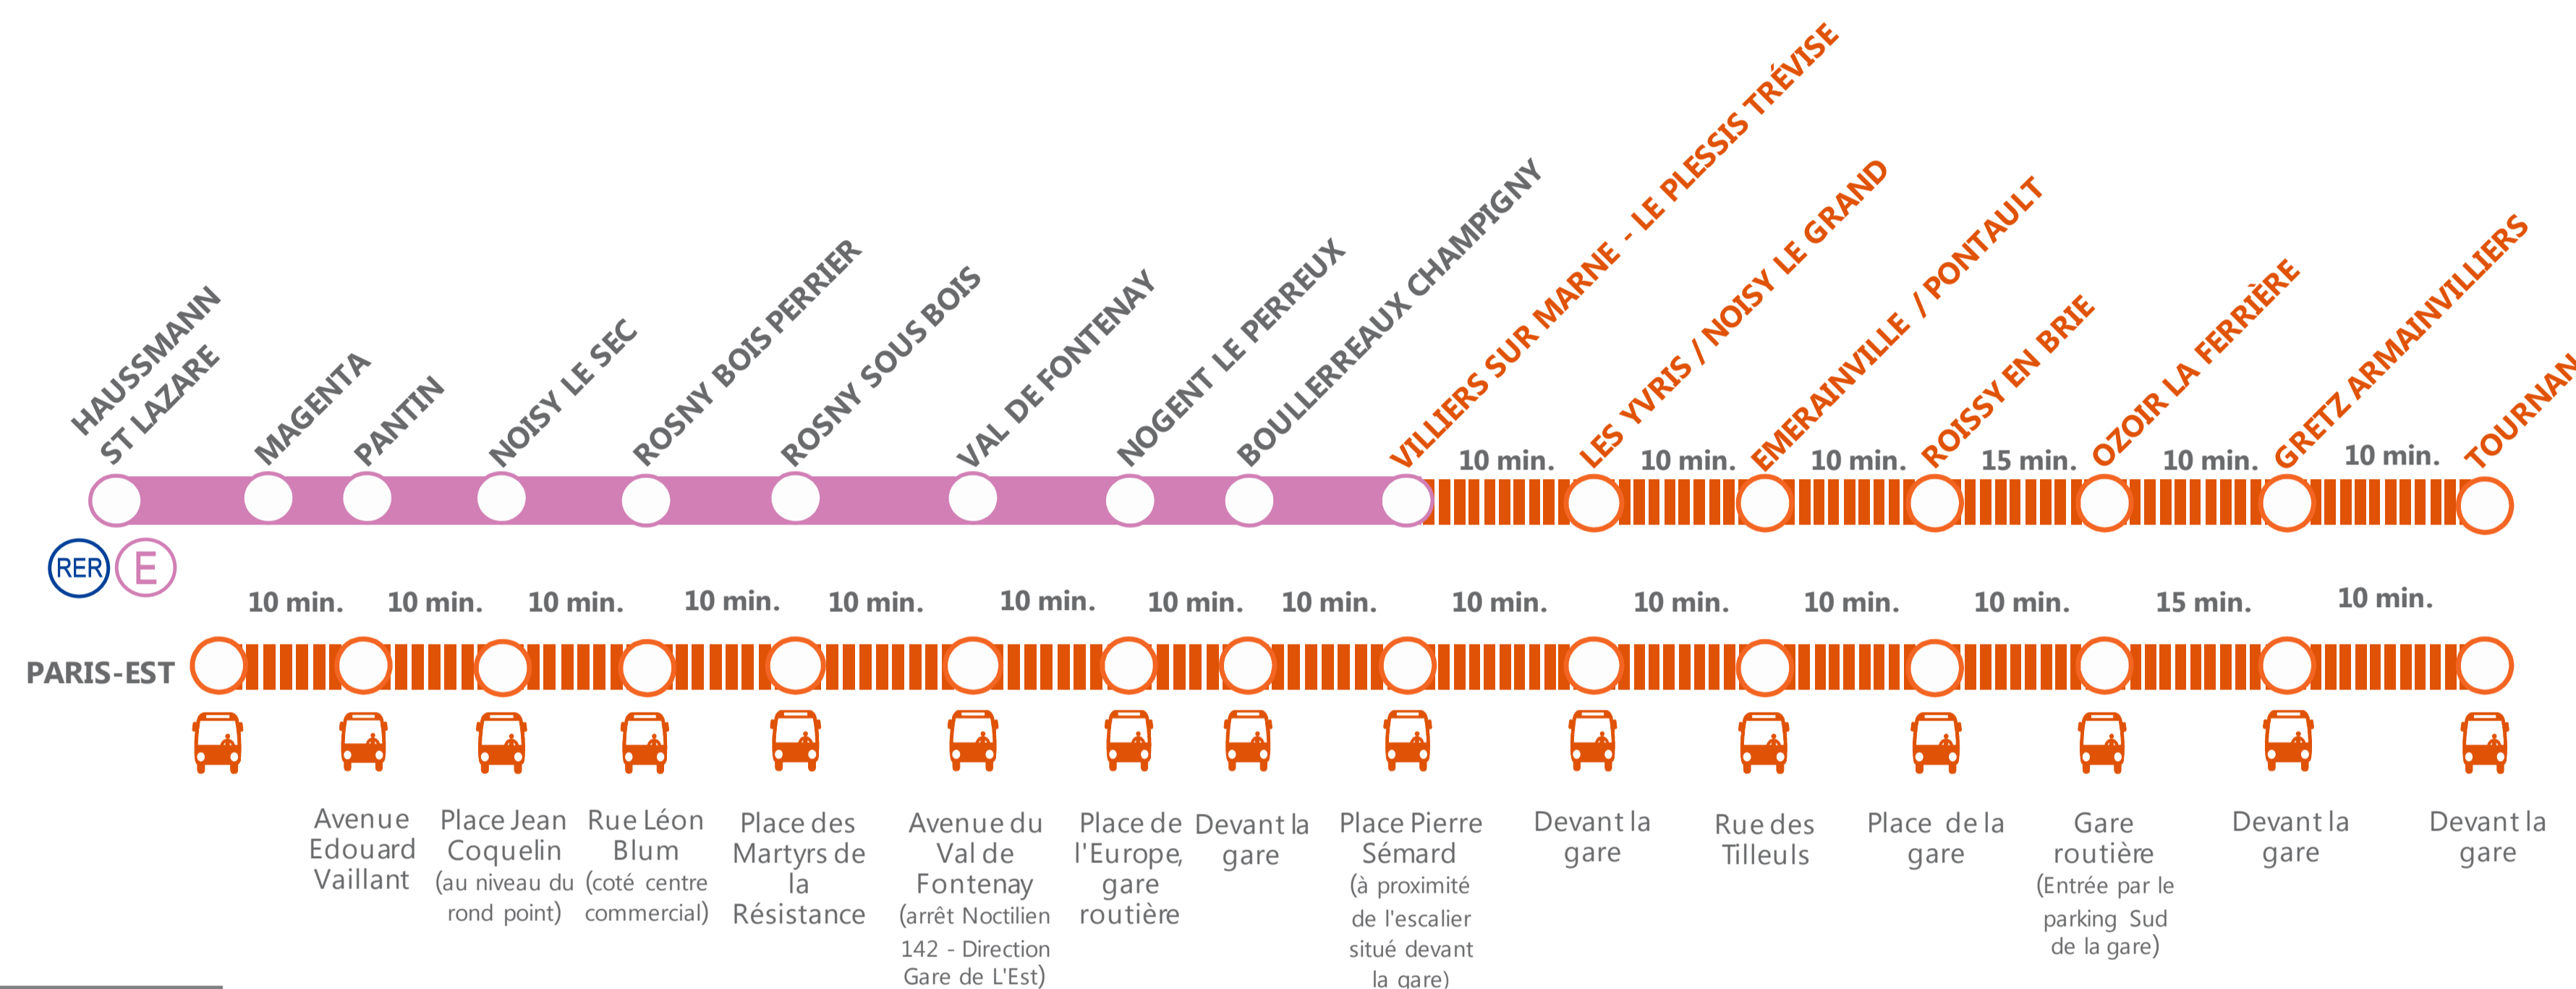 HAUSSMANN
ST LAZARE
MAGENTA
PANTIN
NOISY LE SEC
ROSNY BOIS PERRIER
ROSNY SOUS BOIS
VAL DE FONTENAY
NOGENT LE PERREUX
BOULLERREAUX CHAMPIGNY
VILLIERS SUR MARNE - LE PLESSIS TRÉVISE
LES YVRIS / NOISY LE GRAND
EMERAINVILLE / PONTAULT
ROISSY EN BRIE
OZOIR LA FERRIÈRE
GRETZ ARMAINVILLIERS
TOURNAN
10 min.
10 min.
10 min.
15 min.
10 min.
10 min.
RER
E
10 min.
10 min.
10 min.
10 min.
10 min.
10 min.
10 min.
10 min.
10 min.
10 min.
10 min.
10 min.
15 min.
10 min.
PARIS-EST
Avenue
Edouard
Vaillant
Place Jean
Coquelin
(au niveau du
rond point)
Rue Léon
Blum
(coté centre
commercial)
Place des
Martyrs de
la
Résistance
Avenue du
Val de
Fontenay
(arrêt Noctilien
142 - Direction
Gare de L'Est)
Place de
l'Europe,
gare
routière
Devant la
gare
Place Pierre
Sémard
(à proximité
de l'escalier
situé devant
la gare)
Devant la
gare
Rue des
Tilleuls
Place de la
gare
Gare
routière
(Entrée par le
parking Sud
de la gare)
Devant la
gare
Devant la
gare